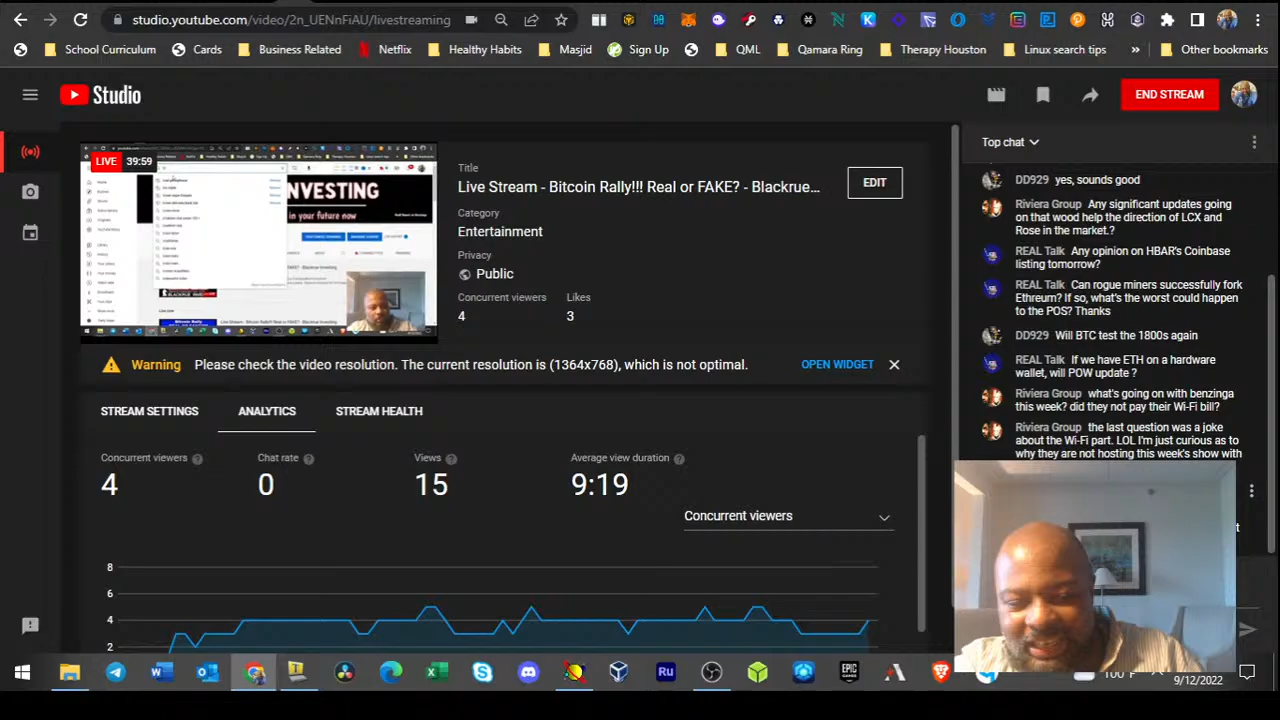 studio.youtube.com/video/2n_UENnFiAU/livestreaming
School Curriculum
Cards
Business Related
Netflix
Healthy Habits
Masjid
Sign Up
QML
Qamara Ring
Therapy Houston
Linux search tips
»
Other bookmarks
Studio
END STREAM
LIVE 39:59
INVESTING
in your future now
Title
Live Stream - Bitcoin Rally!!! Real or FAKE? - Blackrue ...
Category
Entertainment
Privacy
Public
Concurrent viewers
4
Likes
3
EDIT
Warning Please check the video resolution. The current resolution is (1364x768), which is not optimal.
OPEN WIDGET
STREAM SETTINGS
ANALYTICS
STREAM HEALTH
Concurrent viewers
4
Chat rate
0
Views
15
Average view duration
9:19
Concurrent viewers
8
6
4
2
Top chat
DD929 yes, sounds good
Riviera Group Any significant updates going
on that would change direction of LCX and
REAL Talk Any opinion on HBAR's Coinbase
listing tomorrow?
REAL Talk Can rogue miners successfully fork
Ethereum? If so, what's the worst could happen
to the POS? Thanks
DD929 Will BTC test the 1800s again
REAL Talk If we have ETH on a hardware
wallet, will POW update ?
Riviera Group what's going on with benzinga
this week? did they not pay their Wi-Fi bill?
Riviera Group the last question was a joke
about the Wi-Fi part. LOL I'm just curious as to
why they are not hosting this week's show with
100°F
9/12/2022